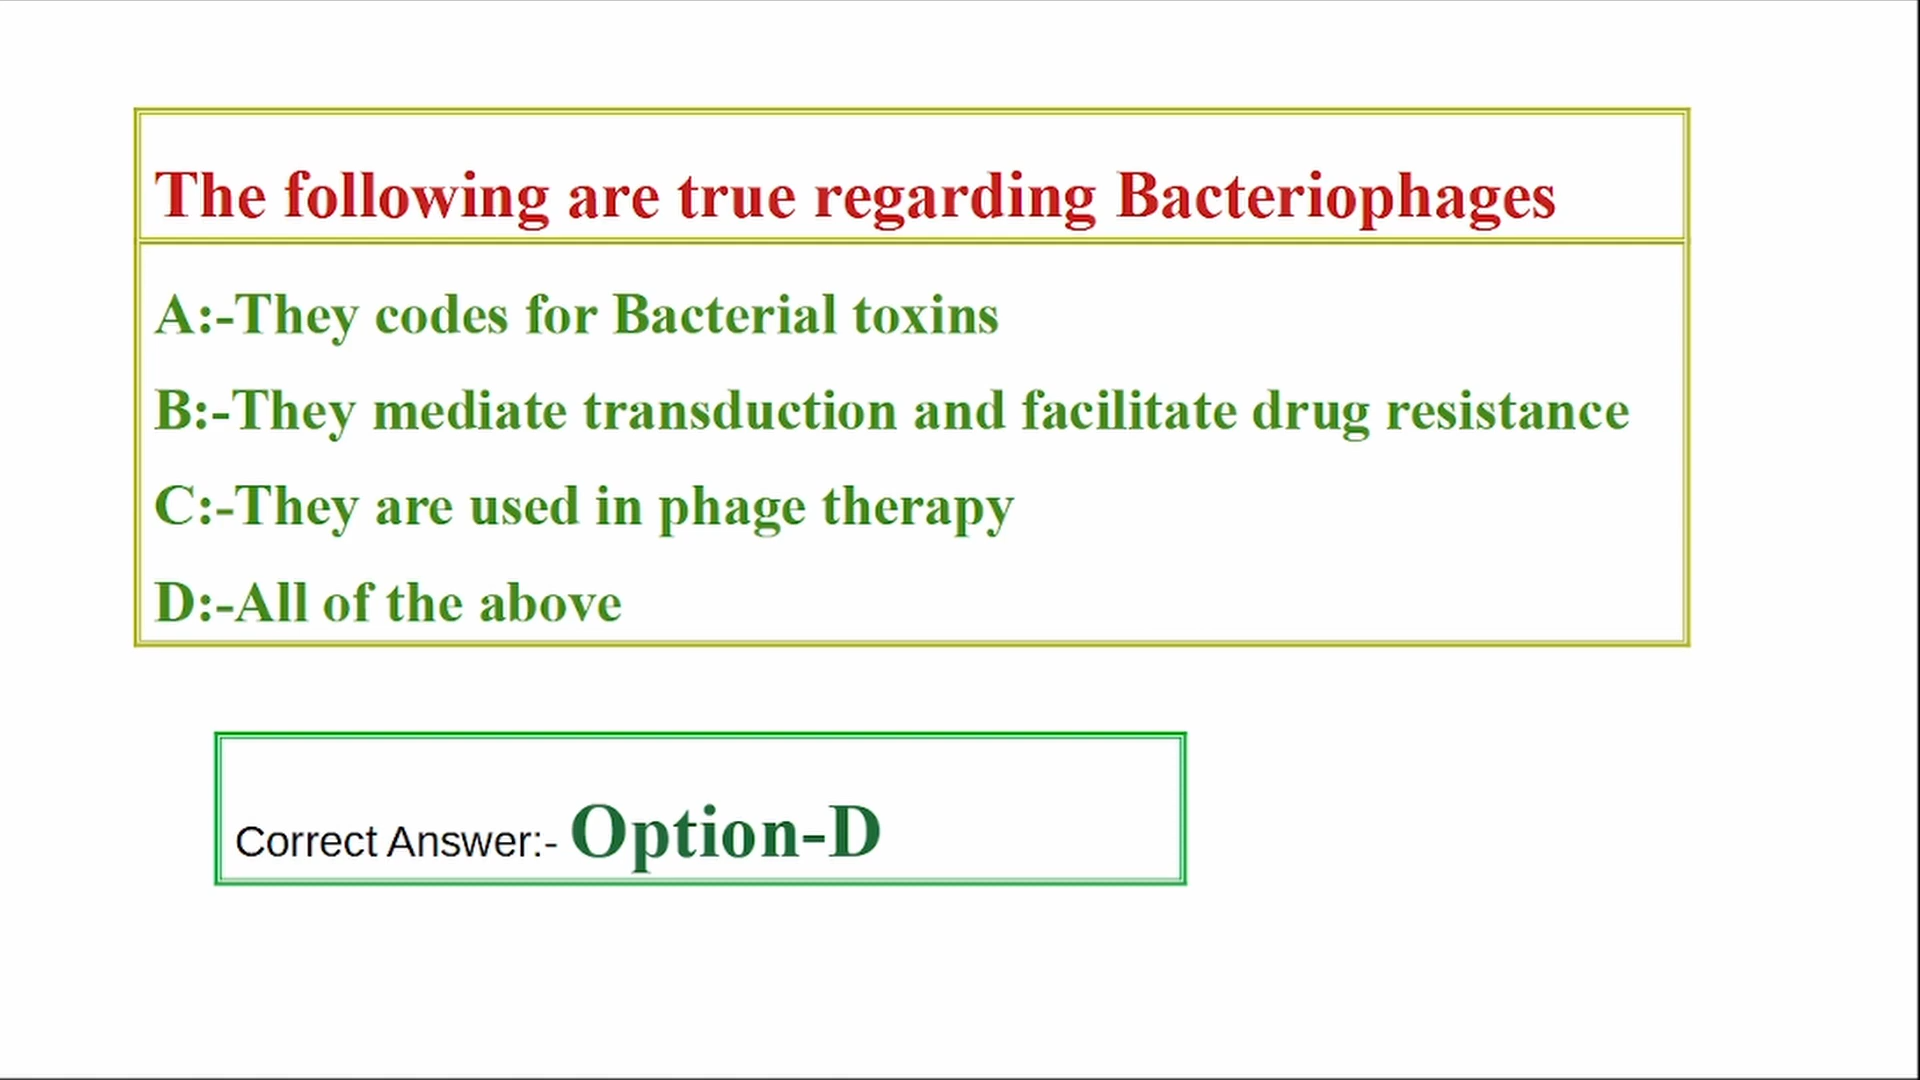 The following are true regarding Bacteriophages
A:-They codes for Bacterial toxins
B:-They mediate transduction and facilitate drug resistance
C:-They are used in phage therapy
D:-All of the above
Correct Answer:- Option-D